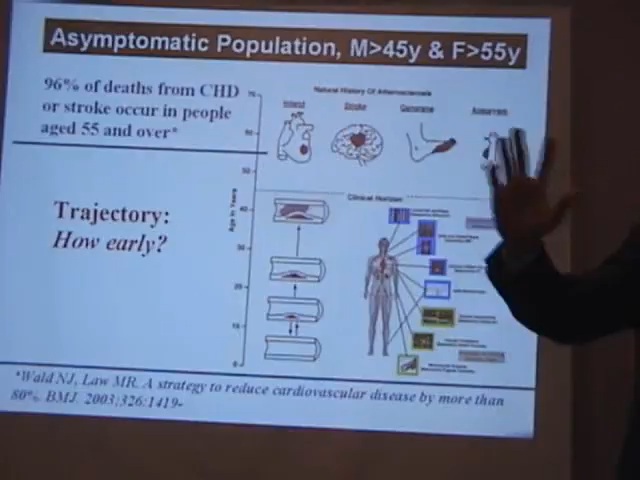 Asymptomatic Population, M>45y & F>55y
96% of deaths from CHD
or stroke occur in people
aged 55 and over*
Trajectory:
How early?
Natural History Of Atherosclerosis
Infarct Stroke Gangrene Aneurysm
Clinical Horizon
Age in Years
70
60
50
40
30
20
10
0
*Wald NJ, Law MR. A strategy to reduce cardiovascular disease by more than
80%. BMJ. 2003;326:1419-